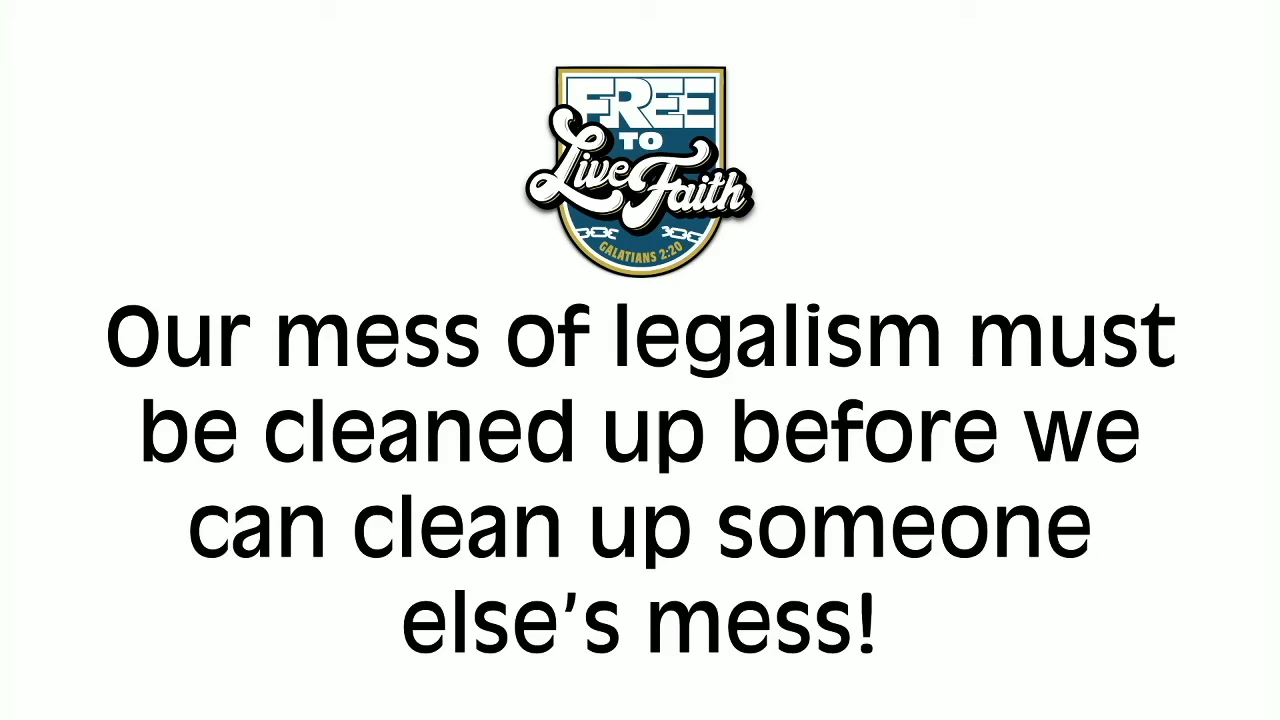 FREE
TO
Live Faith
GALATIANS 2:20
Our mess of legalism must
be cleaned up before we
can clean up someone
else’s mess!